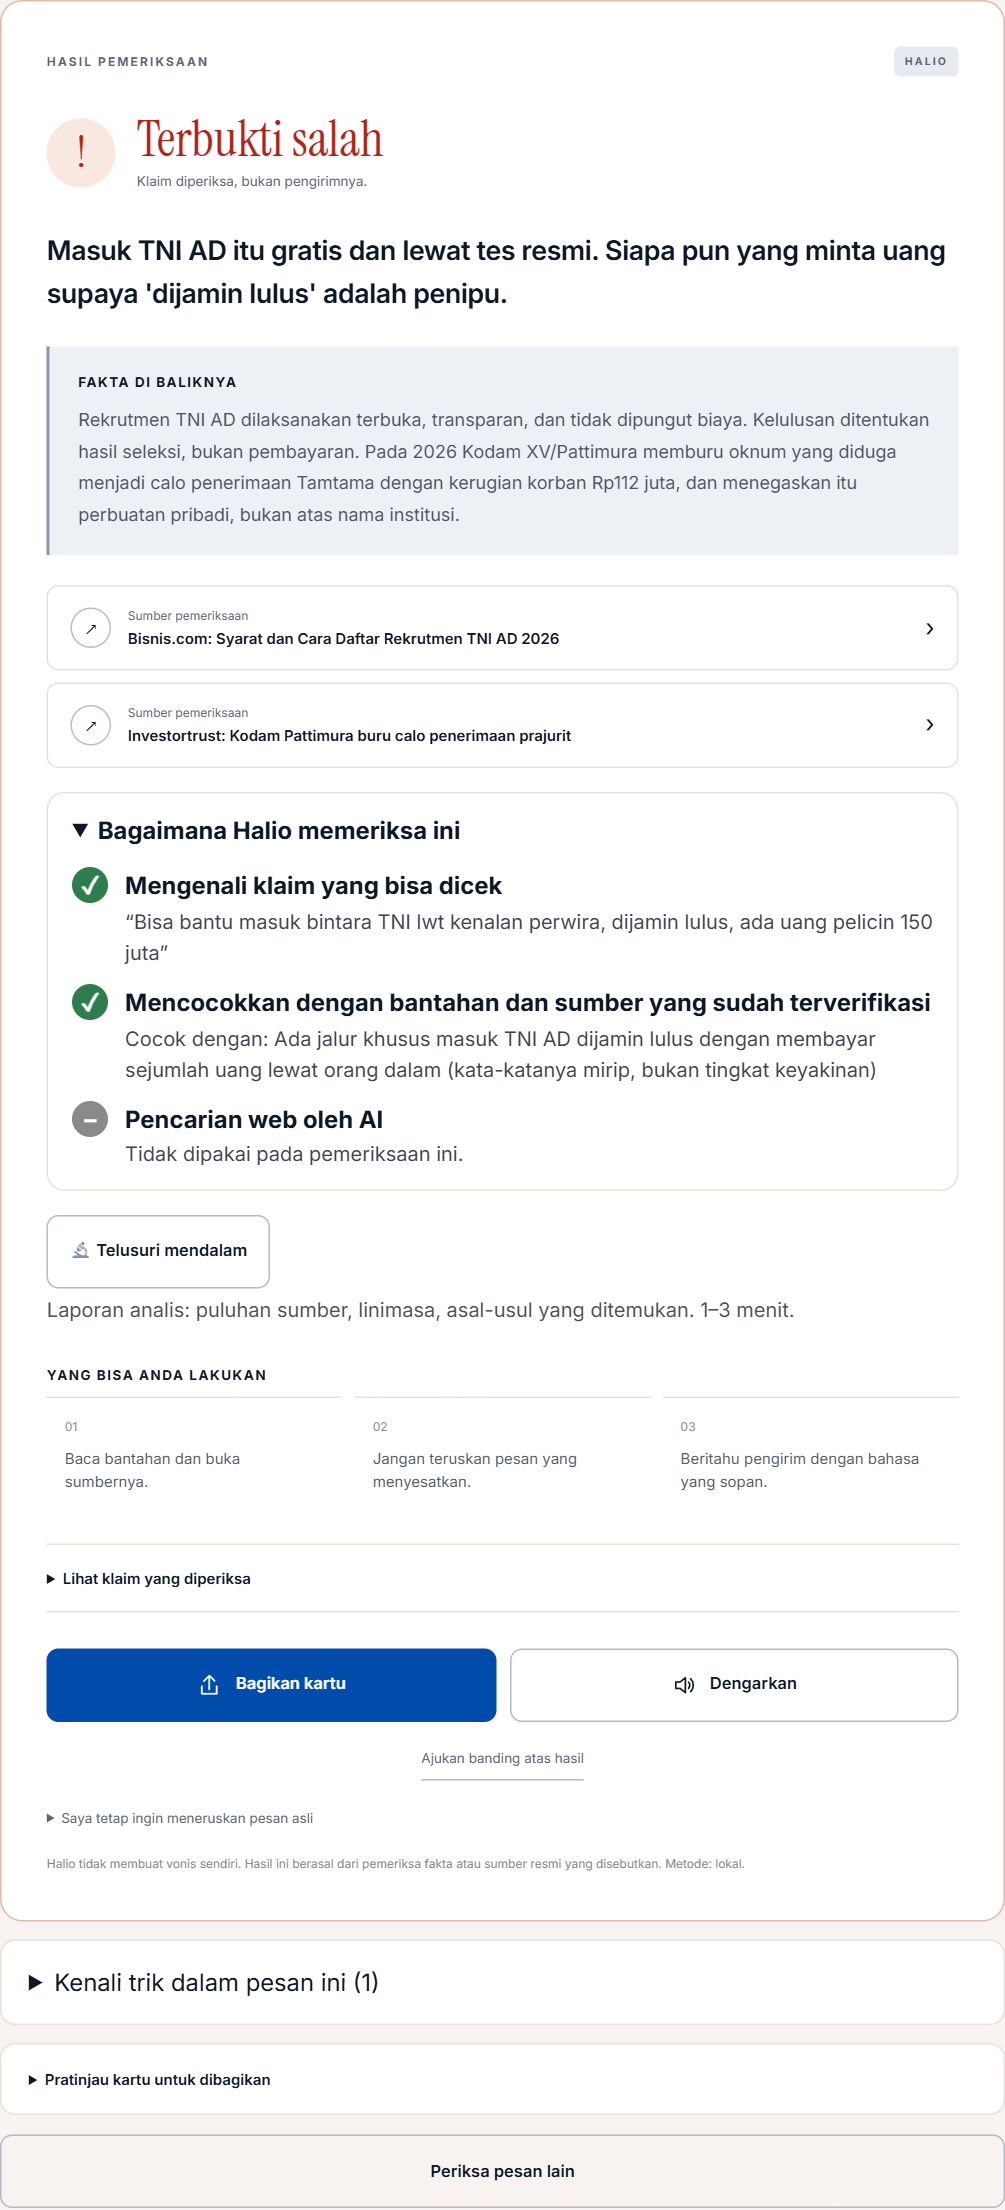 HASIL PEMERIKSAAN
HALIO
!
Terbukti salah
Klaim diperiksa, bukan pengirimnya.
Masuk TNI AD itu gratis dan lewat tes resmi. Siapa pun yang minta uang
supaya 'dijamin lulus' adalah penipu.
FAKTA DI BALIKNYA
Rekrutmen TNI AD dilaksanakan terbuka, transparan, dan tidak dipungut biaya. Kelulusan ditentukan
hasil seleksi, bukan pembayaran. Pada 2026 Kodam XV/Pattimura memburu oknum yang diduga
menjadi calo penerimaan Tamtama dengan kerugian korban Rp112 juta, dan menegaskan itu
perbuatan pribadi, bukan atas nama institusi.
↗
Sumber pemeriksaan
Bisnis.com: Syarat dan Cara Daftar Rekrutmen TNI AD 2026
›
↗
Sumber pemeriksaan
Investortrust: Kodam Pattimura buru calo penerimaan prajurit
›
▼ Bagaimana Halio memeriksa ini
✓ Mengenali klaim yang bisa dicek
“Bisa bantu masuk bintara TNI lwt kenalan perwira, dijamin lulus, ada uang pelicin 150
juta”
✓ Mencocokkan dengan bantahan dan sumber yang sudah terverifikasi
Cocok dengan: Ada jalur khusus masuk TNI AD dijamin lulus dengan membayar
sejumlah uang lewat orang dalam (kata-katanya mirip, bukan tingkat keyakinan)
– Pencarian web oleh AI
Tidak dipakai pada pemeriksaan ini.
🔬 Telusuri mendalam
Laporan analis: puluhan sumber, linimasa, asal-usul yang ditemukan. 1–3 menit.
YANG BISA ANDA LAKUKAN
01
Baca bantahan dan buka
sumbernya.
02
Jangan teruskan pesan yang
menyesatkan.
03
Beritahu pengirim dengan bahasa
yang sopan.
▶ Lihat klaim yang diperiksa
Bagikan kartu
Dengarkan
Ajukan banding atas hasil
▶ Saya tetap ingin meneruskan pesan asli
Halio tidak membuat vonis sendiri. Hasil ini berasal dari pemeriksa fakta atau sumber resmi yang disebutkan. Metode: lokal.
▶ Kenali trik dalam pesan ini (1)
▶ Pratinjau kartu untuk dibagikan
Periksa pesan lain